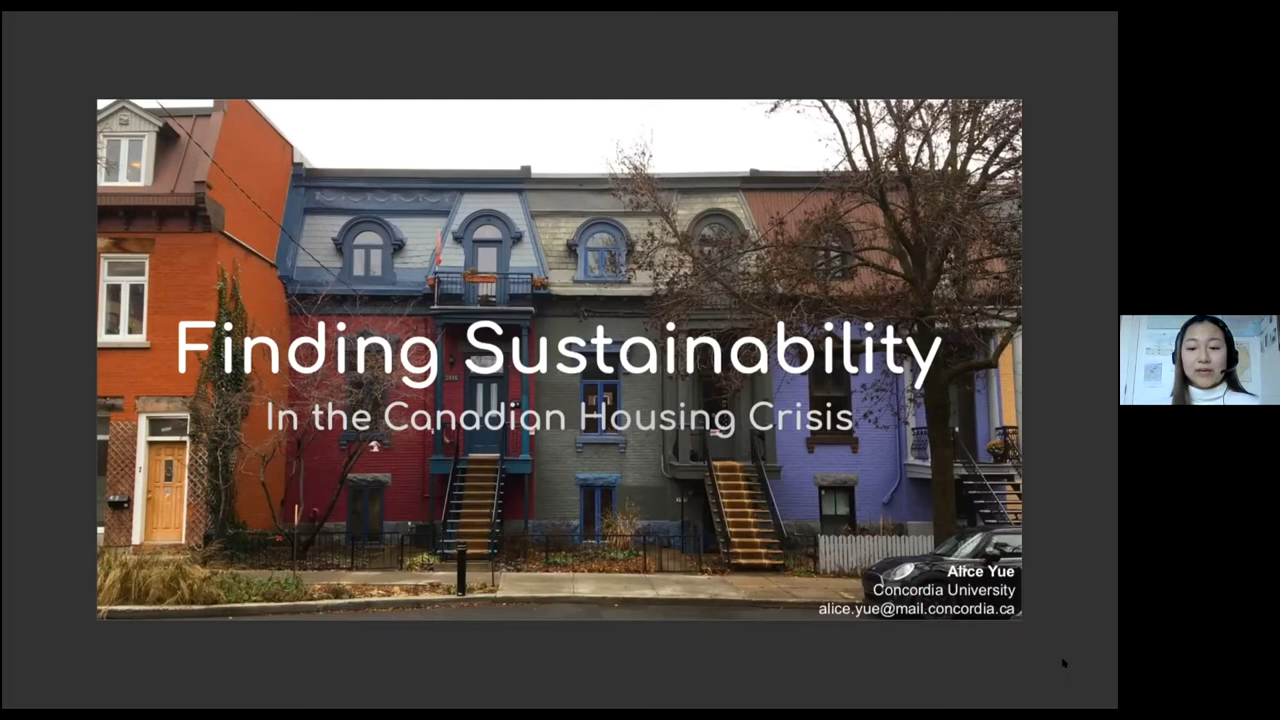 Finding Sustainability
In the Canadian Housing Crisis
Alice Yue
Concordia University
alice.yue@mail.concordia.ca